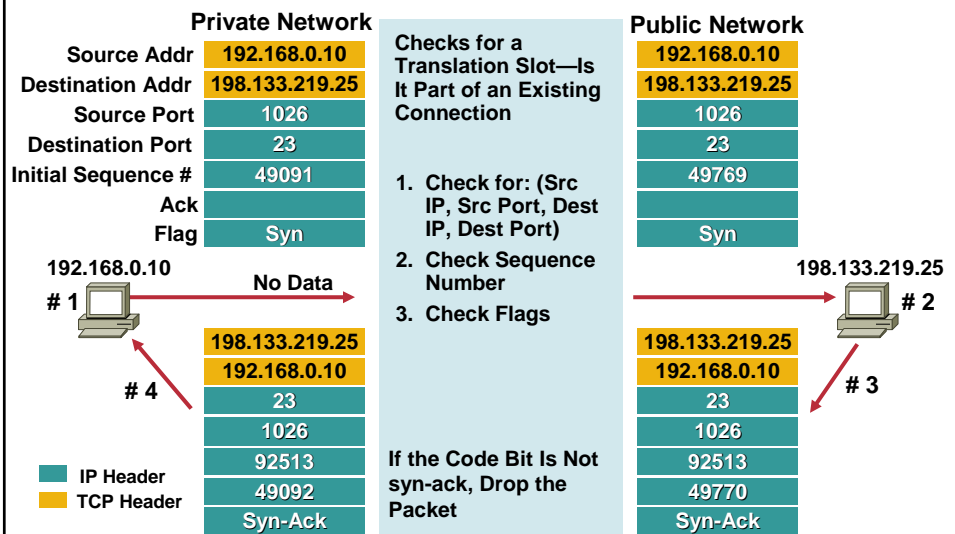 Private Network
Source Addr 192.168.0.10
Destination Addr 198.133.219.25
Source Port 1026
Destination Port 23
Initial Sequence # 49091
Ack
Flag Syn
Checks for a
Translation Slot—Is
It Part of an Existing
Connection
1. Check for: (Src
IP, Src Port, Dest
IP, Dest Port)
2. Check Sequence
Number
3. Check Flags
If the Code Bit Is Not
syn-ack, Drop the
Packet
Public Network
192.168.0.10
198.133.219.25
1026
23
49769
Syn
192.168.0.10
# 1
No Data
198.133.219.25
# 2
# 4
198.133.219.25
192.168.0.10
23
1026
92513
49092
Syn-Ack
198.133.219.25
192.168.0.10
23
1026
92513
49770
Syn-Ack
# 3
IP Header
TCP Header